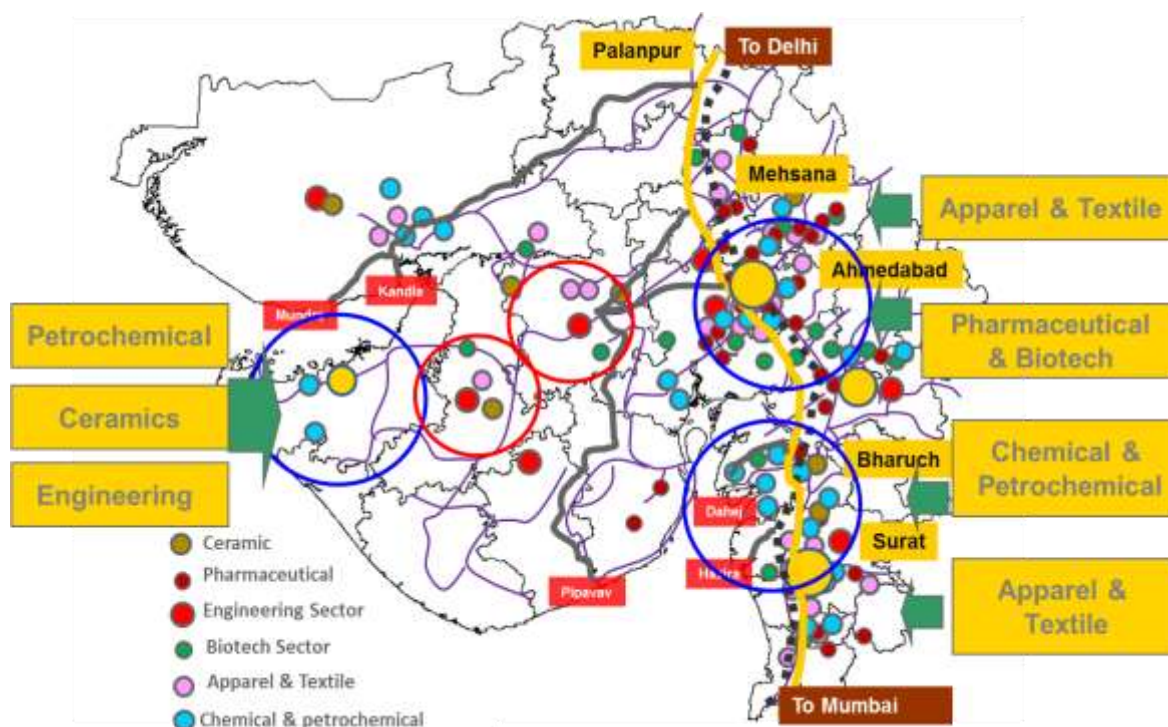 Palanpur
To Delhi
Mehsana
Apparel & Textile
Ahmedabad
Kandla
Mundra
Petrochemical
Pharmaceutical
& Biotech
Ceramics
Bharuch
Chemical &
Petrochemical
Engineering
Dahej
Surat
Hazira
Pipavav
Apparel &
Textile
Ceramic
Pharmaceutical
Engineering Sector
Biotech Sector
Apparel & Textile
Chemical & petrochemical
To Mumbai